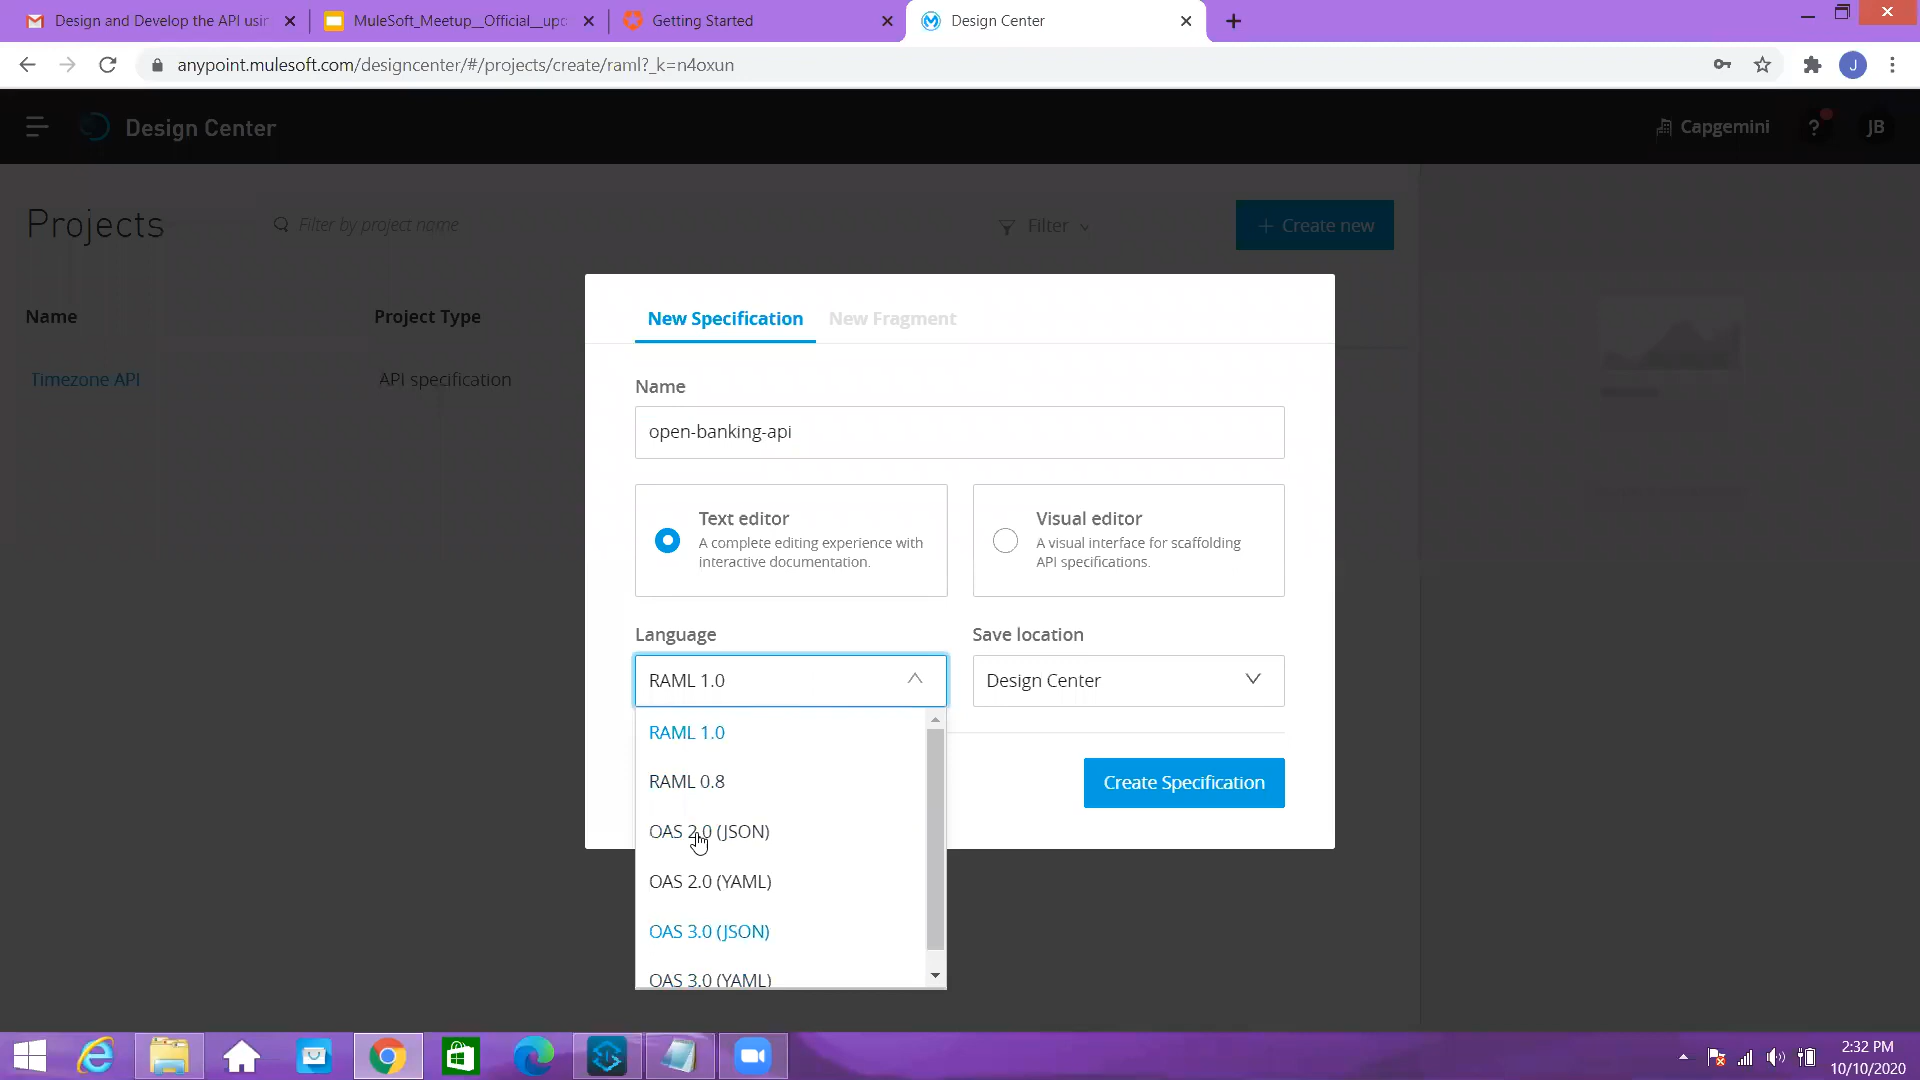 Design and Develop the API usin
MuleSoft_Meetup__Official__upd
Getting Started
Design Center
anypoint.mulesoft.com/designcenter/#/projects/create/raml?_k=n4oxun
J
Design Center
Capgemini
?
JB
Projects
Filter by project name
Filter
+ Create new
New Specification
New Fragment
Name
Project Type
Name
Timezone API
API specification
open-banking-api
Text editor
A complete editing experience with
interactive documentation.
Visual editor
A visual interface for scaffolding
API specifications.
Language
Save location
RAML 1.0
Design Center
RAML 1.0
RAML 0.8
Create Specification
OAS 2.0 (JSON)
OAS 2.0 (YAML)
OAS 3.0 (JSON)
OAS 3.0 (YAML)
2:32 PM
10/10/2020